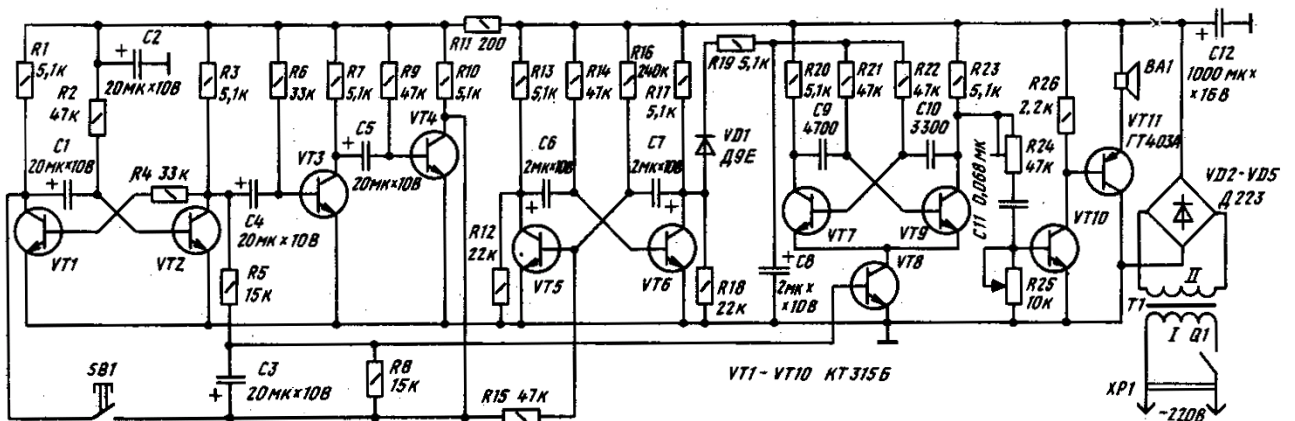 R1
5,1к
R2
47к
C2
20мк×10В
R3
5,1к
R6
33к
R7
5,1к
R9
47к
R10
5,1к
R11 200
R13
5,1к
R14
47к
R16
240к
R17
5,1к
R19 5,1к
R20
5,1к
R21
47к
R22
47к
R23
5,1к
C9
4700
C10
3300
R26
2,2к
BA1
C12
1000 мк×
×16В
VT11
ГТ403А
C1
20мк×10В
R4 33к
VT3
C5
20мк×10В
VT4
C6
2мк×10В
C7
2мк×10В
VD1
Д9Е
R24
47к
C11 0,068 мк
VD2-VD5
Д223
VT1
VT2
C4
20мк×10В
R5
15к
R12
22к
VT5
VT6
R18
22к
C8
2мк×
×10В
VT7
VT9
VT8
VT10
R25
10к
II
T1
I
Q1
SB1
C3
20мк×10В
R8
15к
R15 47к
VT1-VT10 КТ315Б
XP1
~220В